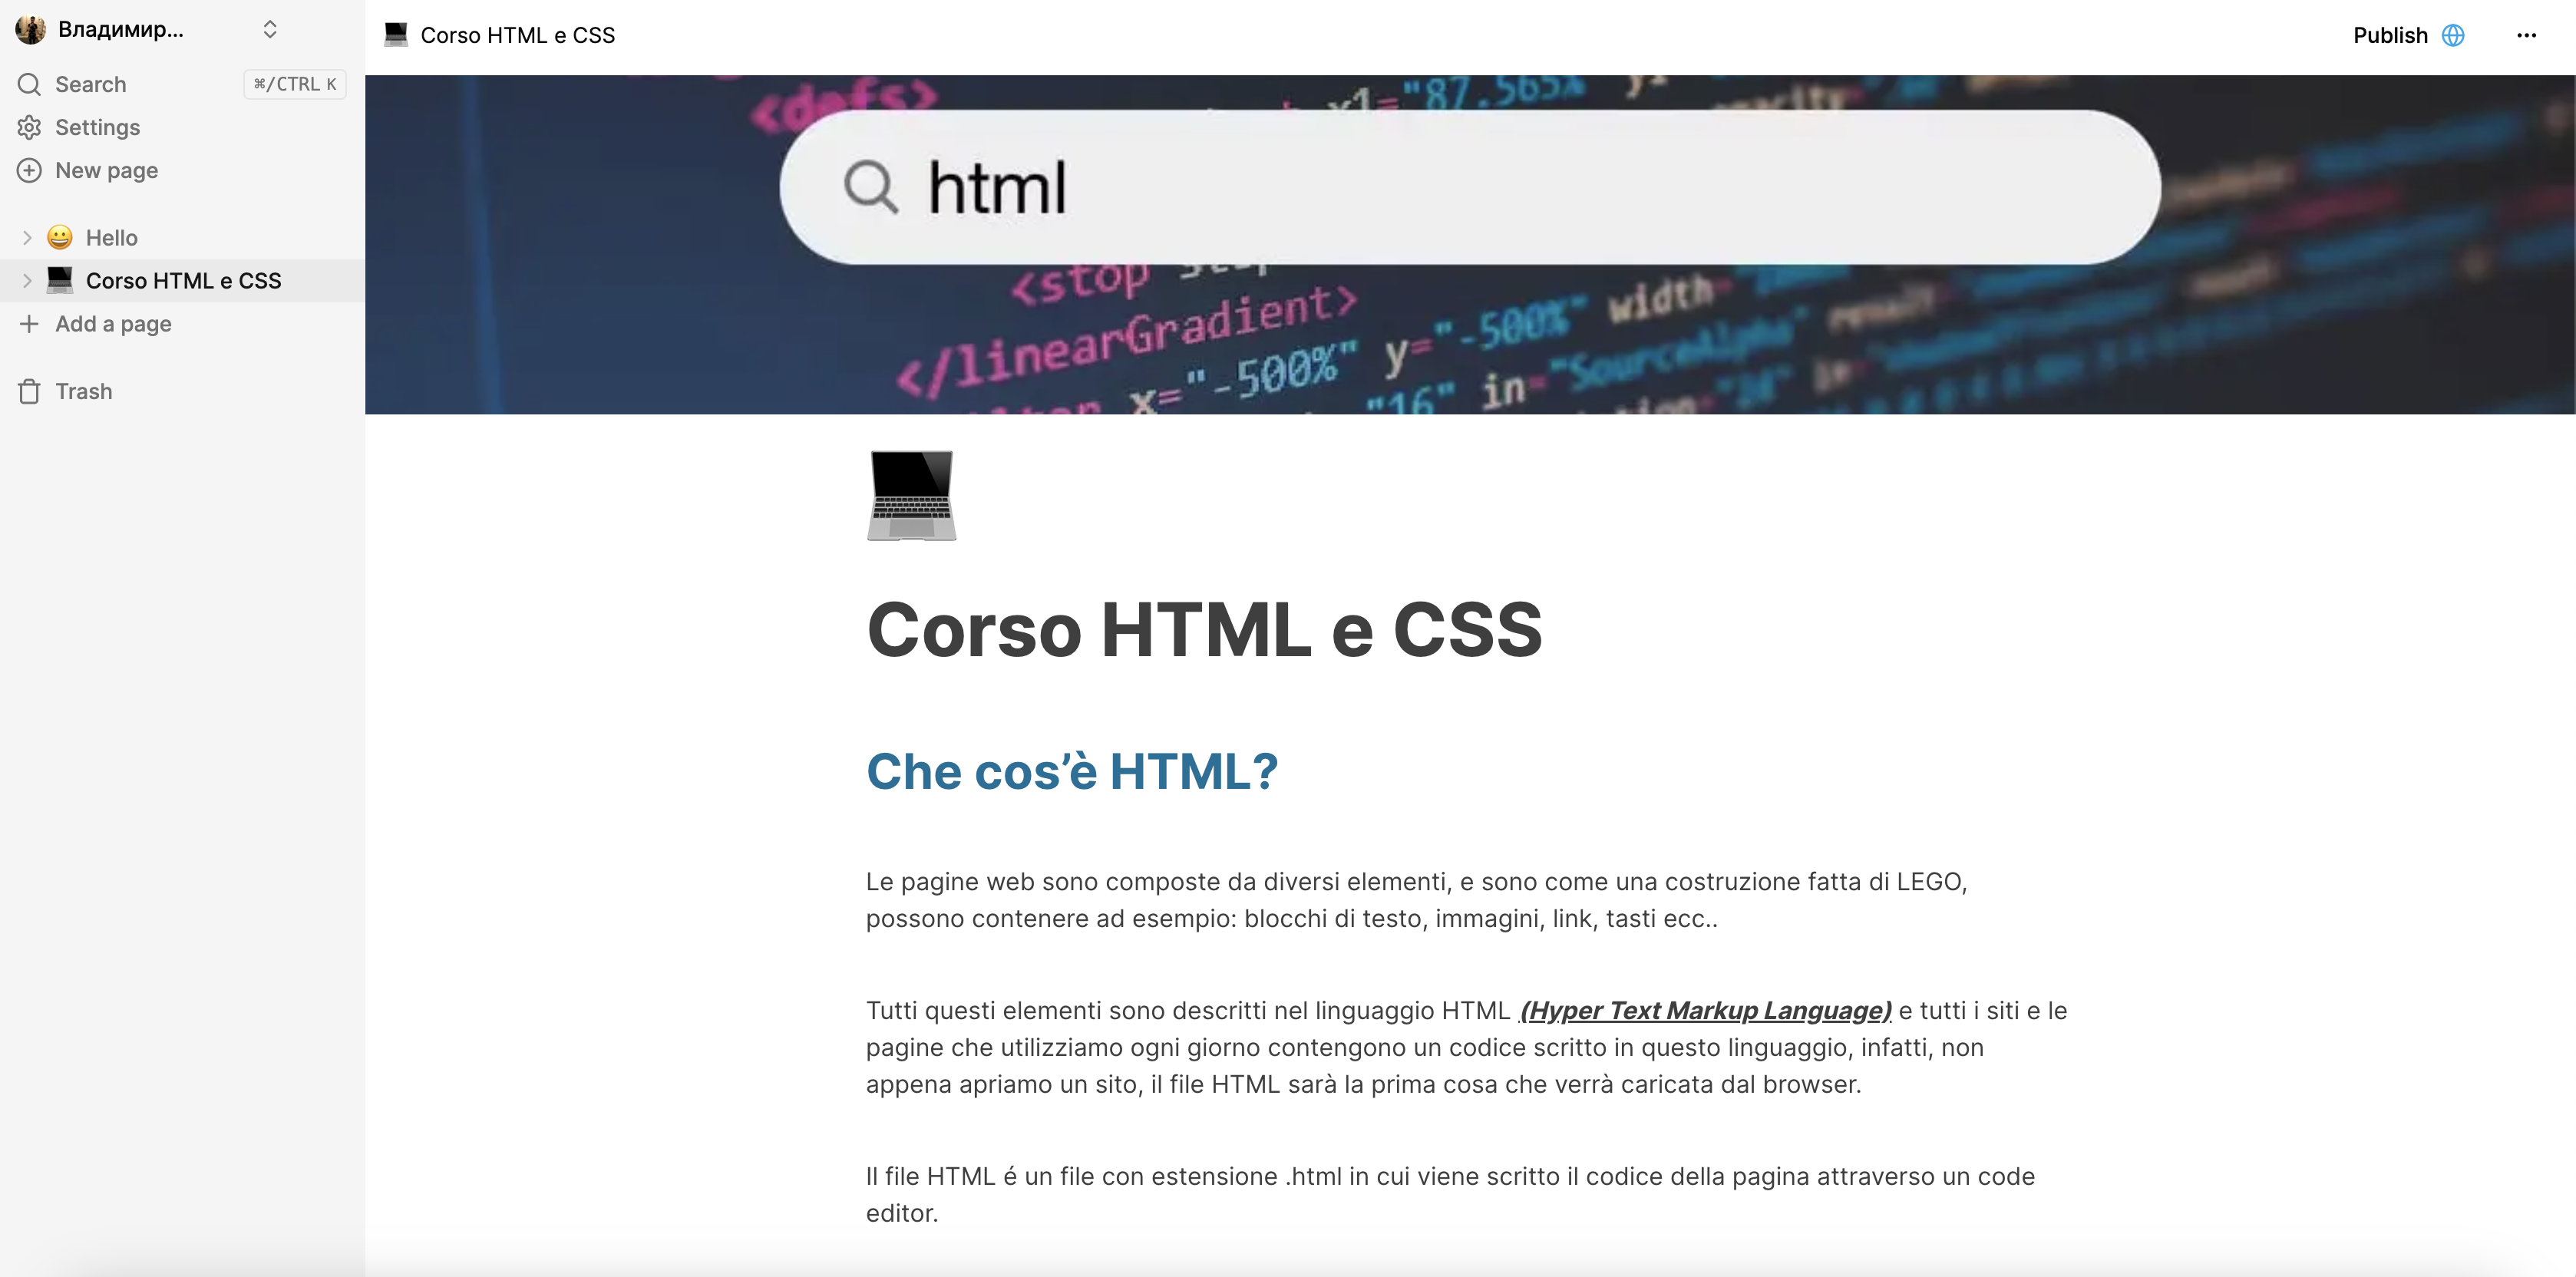 Владимир...
Search
⌘/CTRL K
Settings
New page
Hello
Corso HTML e CSS
Add a page
Trash
Corso HTML e CSS
Publish
<defs>
x1="87.565%
html
<stop
</linearGradient>
x="-500%" y="-500%" width=
"16" in="SourceAlpha" result=
Corso HTML e CSS
Che cos’è HTML?
Le pagine web sono composte da diversi elementi, e sono come una costruzione fatta di LEGO,
possono contenere ad esempio: blocchi di testo, immagini, link, tasti ecc..
Tutti questi elementi sono descritti nel linguaggio HTML (Hyper Text Markup Language) e tutti i siti e le
pagine che utilizziamo ogni giorno contengono un codice scritto in questo linguaggio, infatti, non
appena apriamo un sito, il file HTML sarà la prima cosa che verrà caricata dal browser.
Il file HTML é un file con estensione .html in cui viene scritto il codice della pagina attraverso un code
editor.